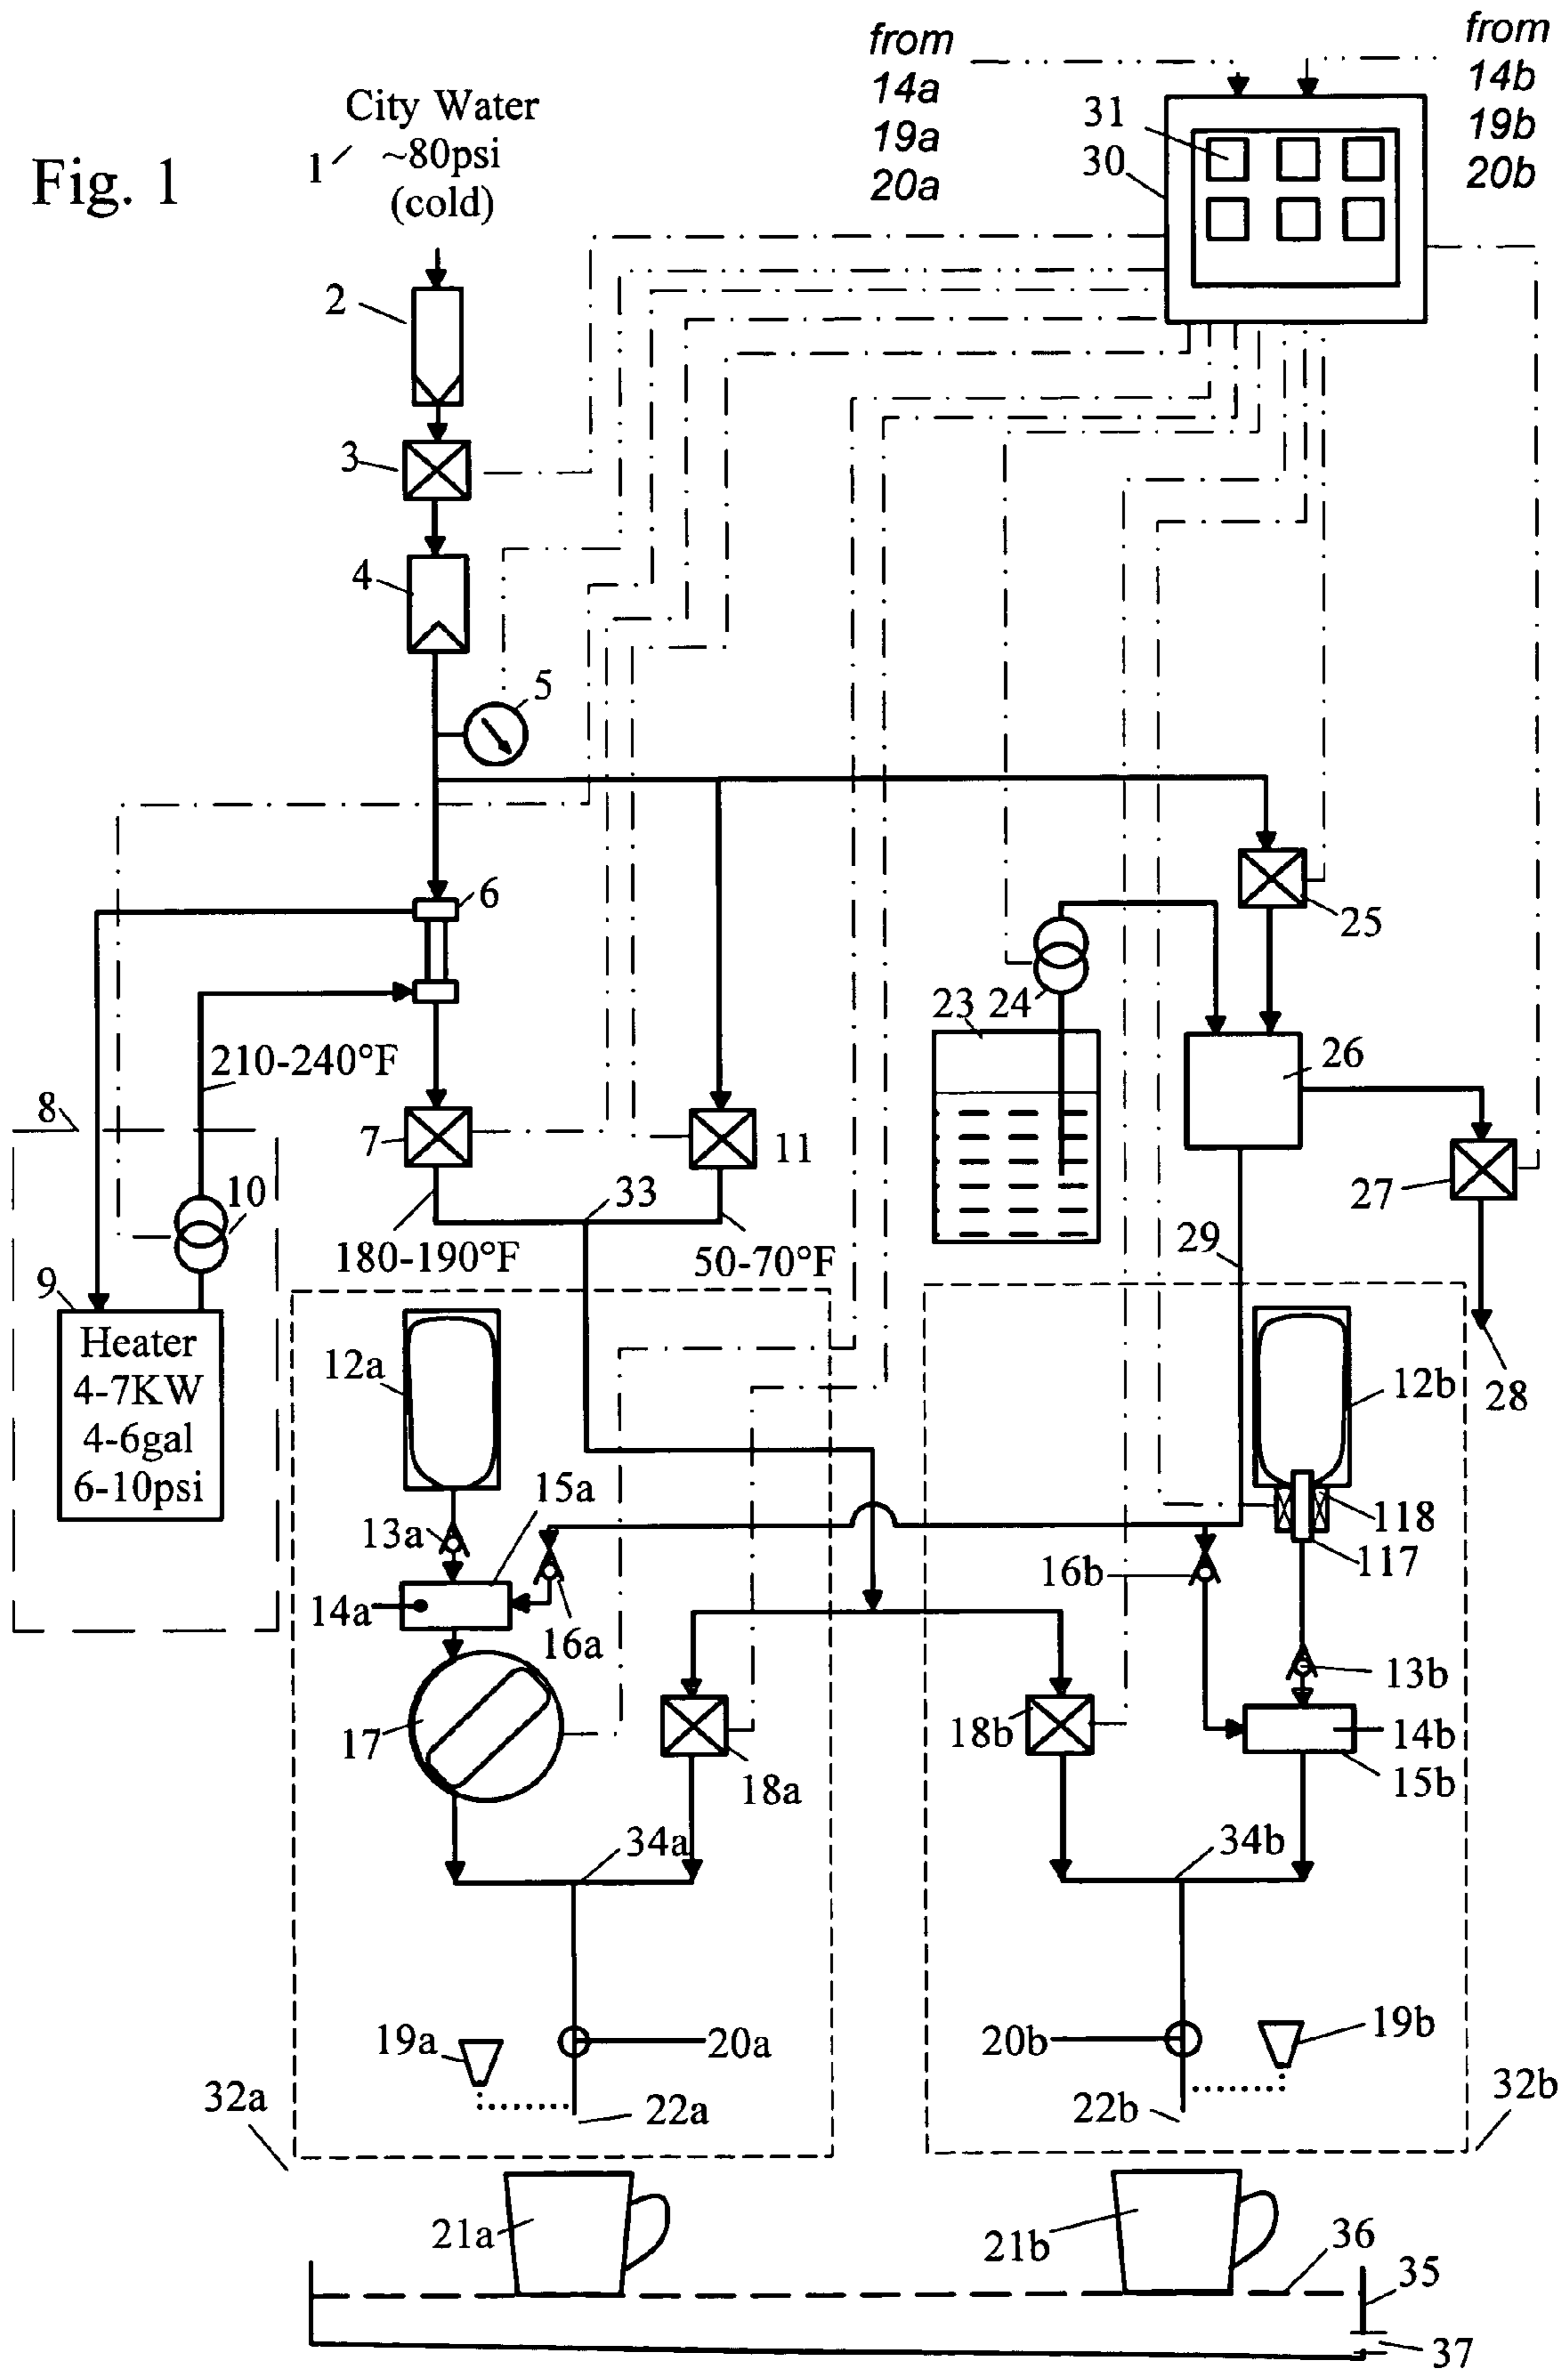 Fig. 1
City Water
~80psi
(cold)
1
from
14a
19a
20a
from
14b
19b
20b
31
30
2
3
4
5
6
25
23 24
26
210-240°F
8
7
11
27
10
33
180-190°F
50-70°F
29
9
Heater
4-7KW
4-6gal
6-10psi
12a
12b
28
15a
13a
118
117
16b
14a
16a
13b
17
18a
18b
14b
15b
34a
34b
19a
20a
20b
19b
32a
22a
22b
32b
21a
21b
36
35
37